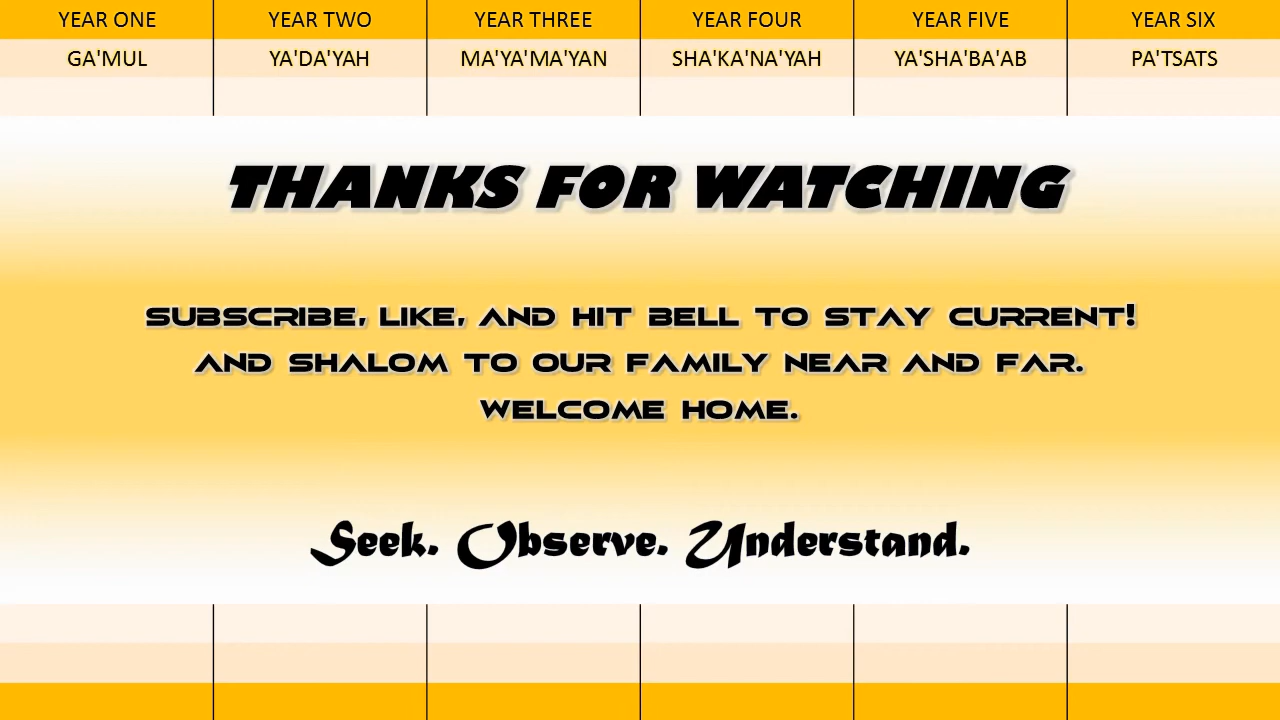 YEAR ONE YEAR TWO YEAR THREE YEAR FOUR YEAR FIVE YEAR SIX
GA'MUL YA'DA'YAH MA'YA'MA'YAN SHA'KA'NA'YAH YA'SHA'BA'AB PA'TSATS
THANKS FOR WATCHING
SUBSCRIBE, LIKE, AND HIT BELL TO STAY CURRENT!
AND SHALOM TO OUR FAMILY NEAR AND FAR.
WELCOME HOME.
Seek. Observe. Understand.